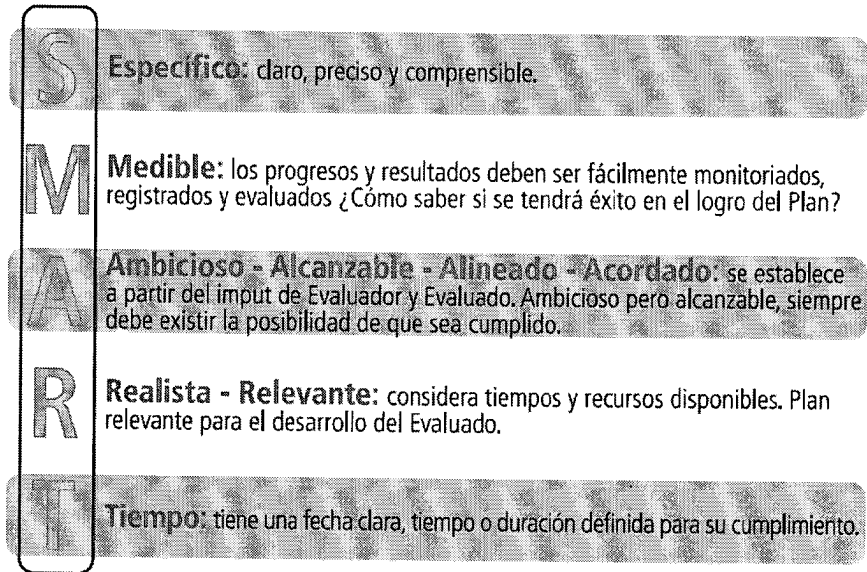 S
Específico: claro, preciso y comprensible.
M
Medible: los progresos y resultados deben ser fácilmente monitoriados,
registrados y evaluados ¿Cómo saber si se tendrá éxito en el logro del Plan?
A
Ambicioso - Alcanzable - Alineado - Acordado: se establece
a partir del imput de Evaluador y Evaluado. Ambicioso pero alcanzable, siempre
debe existir la posibilidad de que sea cumplido.
R
Realista - Relevante: considera tiempos y recursos disponibles. Plan
relevante para el desarrollo del Evaluado.
T
Tiempo: tiene una fecha clara, tiempo o duración definida para su cumplimiento.